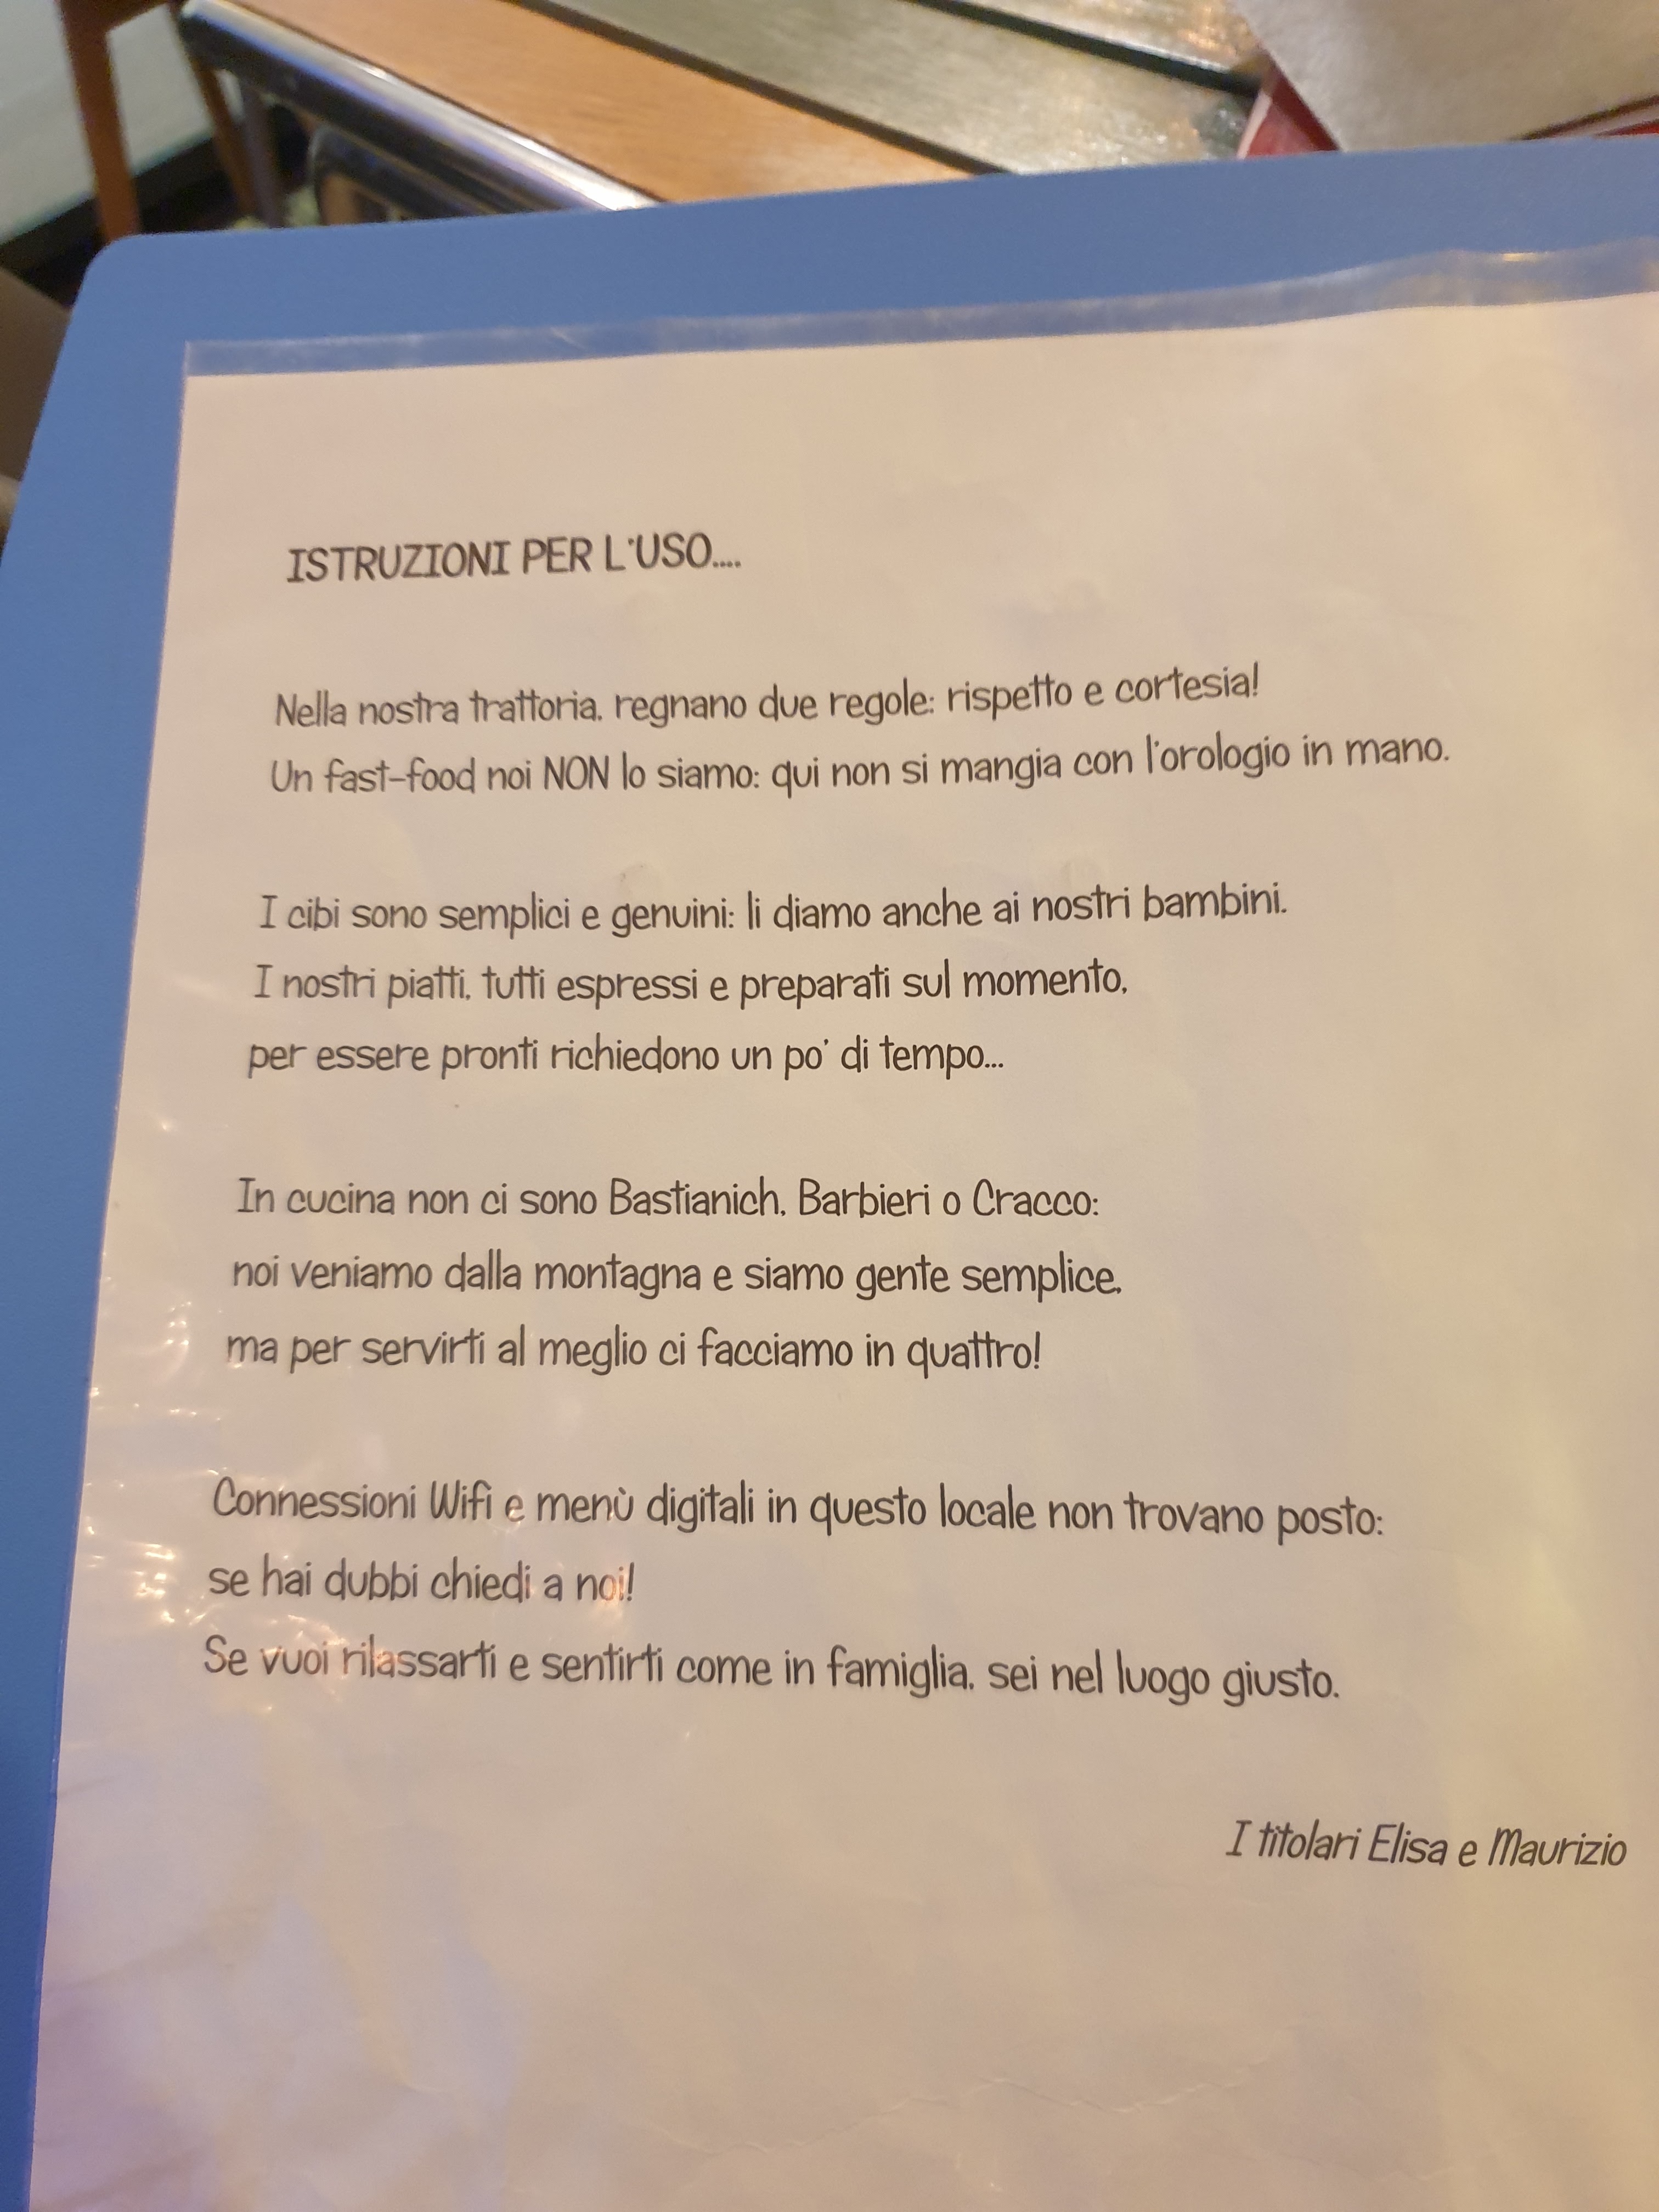 ISTRUZIONI PER L'USO....
Nella nostra trattoria, regnano due regole: rispetto e cortesia!
Un fast-food noi NON lo siamo: qui non si mangia con l'orologio in mano.
I cibi sono semplici e genuini: li diamo anche ai nostri bambini.
I nostri piatti, tutti espressi e preparati sul momento,
per essere pronti richiedono un po' di tempo...
In cucina non ci sono Bastianich, Barbieri o Cracco:
noi veniamo dalla montagna e siamo gente semplice,
ma per servirti al meglio ci facciamo in quattro!
Connessioni Wifi e menù digitali in questo locale non trovano posto:
se hai dubbi chiedi a noi!
Se vuoi rilassarti e sentirti come in famiglia, sei nel luogo giusto.
I titolari Elisa e Maurizio